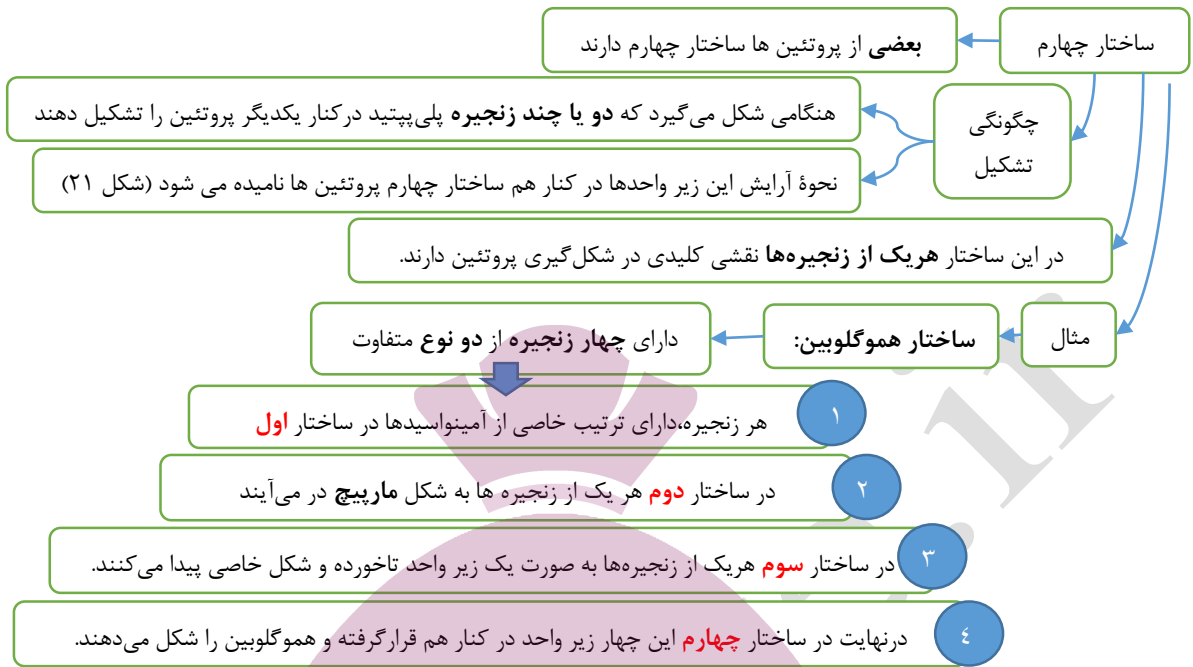 ساختار چهارم
بعضی از پروتئین ها ساختار چهارم دارند
چگونگی
تشکیل
هنگامی شکل می‌گیرد که دو یا چند زنجیره پلی‌پپتید درکنار یکدیگر پروتئین را تشکیل دهند
نحوهٔ آرایش این زیر واحدها در کنار هم ساختار چهارم پروتئین ها نامیده می شود (شکل ۲۱)
در این ساختار هریک از زنجیره‌ها نقشی کلیدی در شکل‌گیری پروتئین دارند.
مثال
ساختار هموگلوبین:
دارای چهار زنجیره از دو نوع متفاوت
۱
هر زنجیره،دارای ترتیب خاصی از آمینواسیدها در ساختار اول
۲
در ساختار دوم هر یک از زنجیره ها به شکل مارپیچ در می‌آیند
۳
در ساختار سوم هریک از زنجیره‌ها به صورت یک زیر واحد تاخورده و شکل خاصی پیدا می‌کنند.
٤
درنهایت در ساختار چهارم این چهار زیر واحد در کنار هم قرارگرفته و هموگلوبین را شکل می‌دهند.